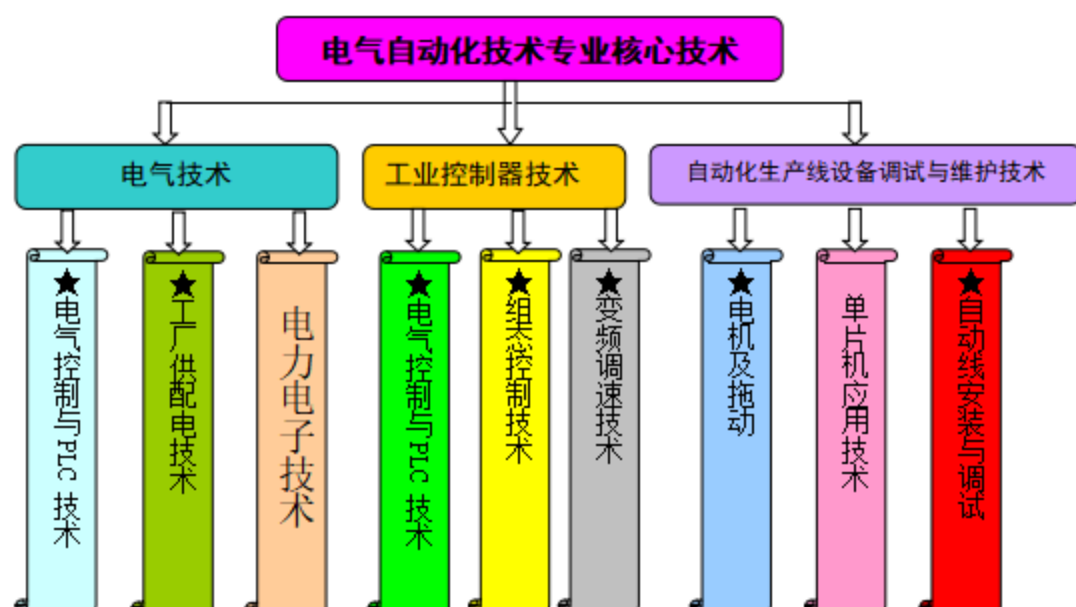 电气自动化技术专业核心技术
电气技术
工业控制器技术
自动化生产线设备调试与维护技术
★电气控制与PLC 技术
★工厂供配电技术
电力电子技术
★电气控制与PLC 技术
★组态控制技术
★变频调速技术
★电机及拖动
单片机应用技术
★自动线安装与调试